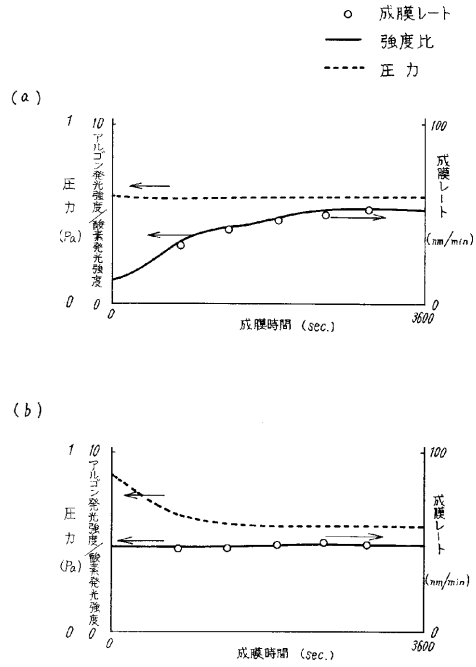 ○ 成膜レート
強度比
圧力
(a)
1
10
100
圧力
(Pa)
アルゴン発光強度/酸素発光強度
成膜レート
(nm/min)
0
0
0
0
3600
成膜時間 (sec.)
(b)
1
10
100
圧力
(Pa)
アルゴン発光強度/酸素発光強度
成膜レート
(nm/min)
0
0
0
0
3600
成膜時間 (sec.)